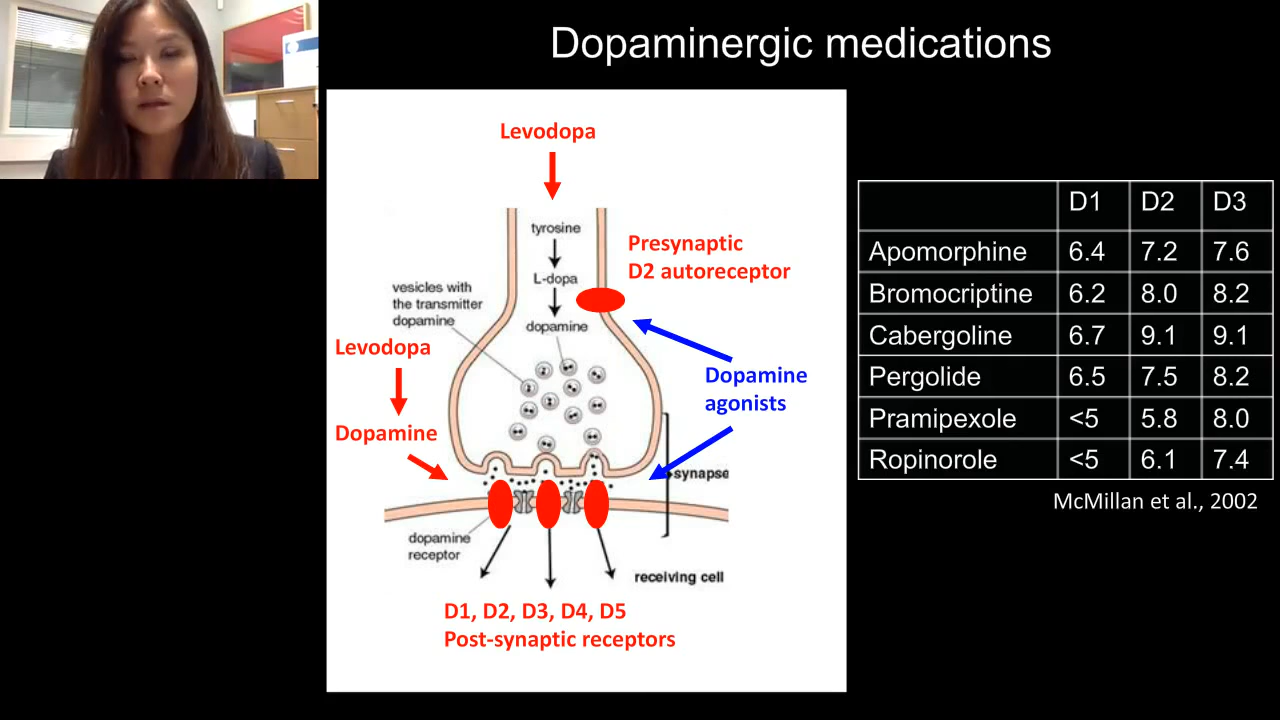 Dopaminergic medications
Levodopa
tyrosine
L-dopa
dopamine
Presynaptic
D2 autoreceptor
vesicles with
the transmitter
dopamine
Levodopa
Dopamine
Dopamine
agonists
synapse
dopamine
receptor
receiving cell
D1, D2, D3, D4, D5
Post-synaptic receptors
D1 D2 D3
Apomorphine 6.4 7.2 7.6
Bromocriptine 6.2 8.0 8.2
Cabergoline 6.7 9.1 9.1
Pergolide 6.5 7.5 8.2
Pramipexole <5 5.8 8.0
Ropinorole <5 6.1 7.4
McMillan et al., 2002